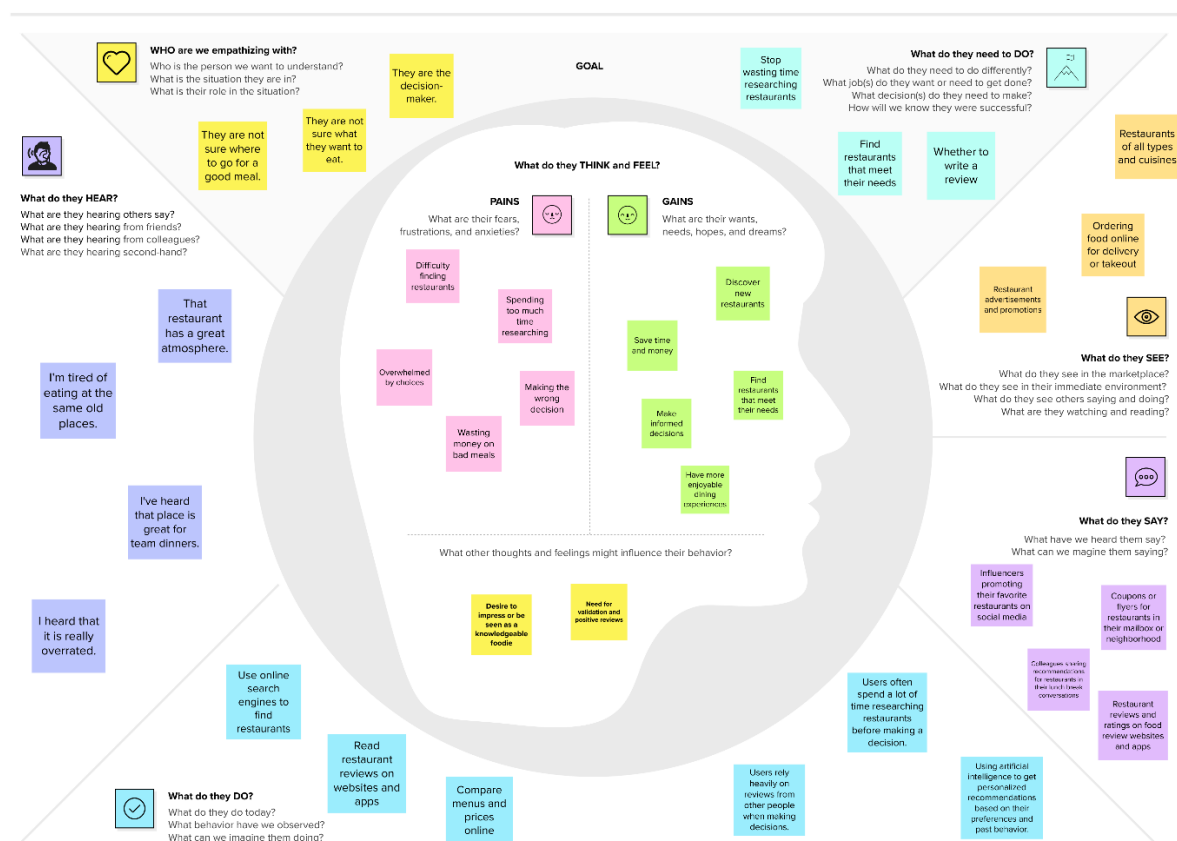 WHO are we empathizing with?
Who is the person we want to understand?
What is the situation they are in?
What is their role in the situation?
They are the
decision-
maker.
They are not
sure what
they want to
eat.
They are not
sure where
to go for a
good meal.
GOAL
Stop
wasting time
researching
restaurants
What do they need to DO?
What do they need to do differently?
What job(s) do they want or need to get done?
What decision(s) do they need to make?
How will we know they were successful?
Find
restaurants
that meet
their needs
Whether to
write a
review
Restaurants
of all types
and cuisines
Ordering
food online
for delivery
or takeout
Restaurant
advertisements
and promotions
What do they SEE?
What do they see in the marketplace?
What do they see in their immediate environment?
What do they see others saying and doing?
What are they watching and reading?
What do they HEAR?
What are they hearing others say?
What are they hearing from friends?
What are they hearing from colleagues?
What are they hearing second-hand?
That
restaurant
has a great
atmosphere.
I'm tired of
eating at the
same old
places.
I've heard
that place is
great for
team dinners.
I heard that
it is really
overrated.
What do they THINK and FEEL?
PAINS
What are their fears,
frustrations, and anxieties?
Difficulty
finding
restaurants
Spending
too much
time
researching
Overwhelmed
by choices
Making the
wrong
decision
Wasting
money on
bad meals
GAINS
What are their wants,
needs, hopes, and dreams?
Discover
new
restaurants
Save time
and money
Find
restaurants
that meet
their needs
Make
informed
decisions
Have more
enjoyable
dining
experiences
What other thoughts and feelings might influence their behavior?
Desire to
impress or be
seen as a
knowledgeable
foodie
Need for
validation and
positive reviews
What do they SAY?
What have we heard them say?
What can we magine them saying?
Influencers
promoting
their favorite
restaurants on
social media
Coupons or
flyers for
restaurants in
their mailbox or
neighborhood
Colleagues sharing
recommendations
for restaurants in
their lunch break
conversations
Restaurant
reviews and
ratings on food
review websites
and apps
Use online
search
engines to
find
restaurants
Read
restaurant
reviews on
websites and
apps
Compare
menus and
prices
online
Users often
spend a lot of
time researching
restaurants
before making a
decision.
Users rely
heavily on
reviews from
other people
when making
decisions.
Using artificial
intelligence to get
personalized
recommendations
based on their
preferences and
past behavior.
What do they DO?
What do they do today?
What behavior have we observed?
What can we imagine them doing?